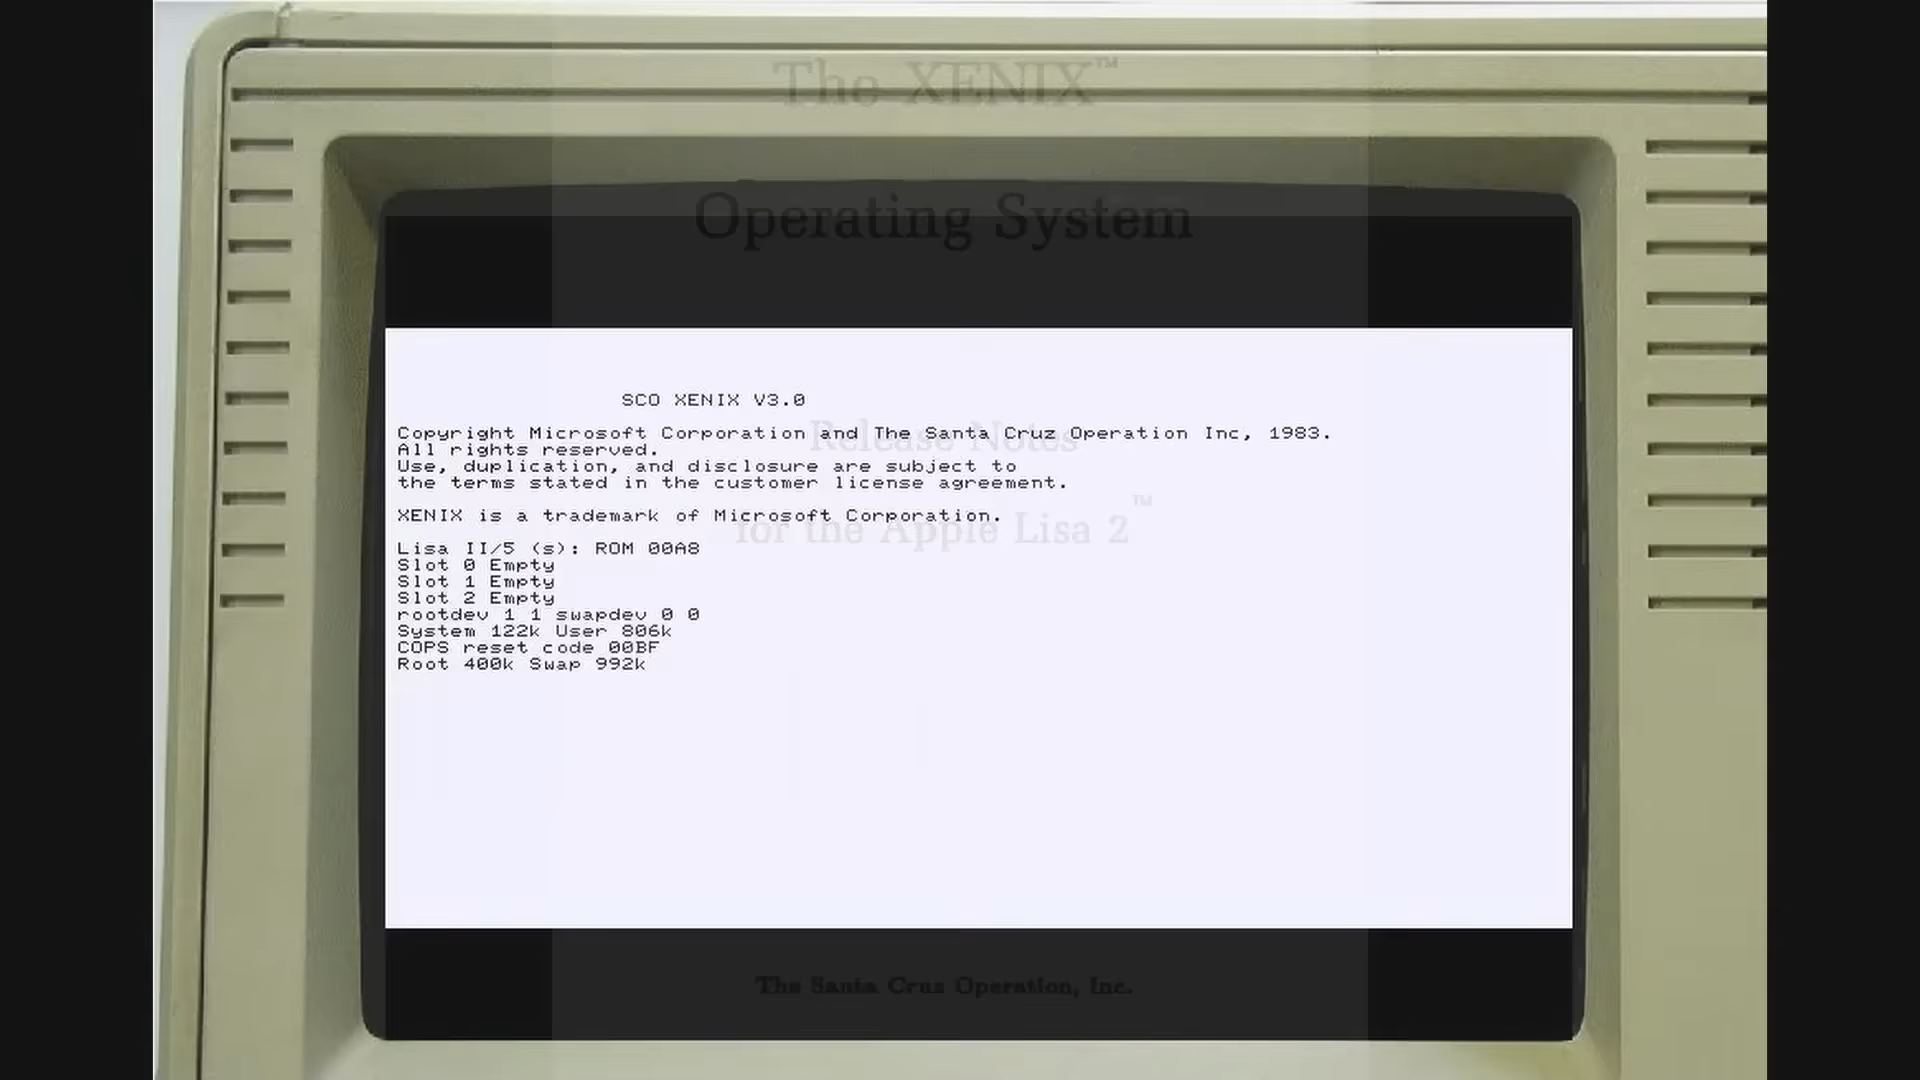 The XENIX™
Operating System
SCO XENIX V3.0
Copyright Microsoft Corporation and The Santa Cruz Operation Inc, 1983.
All rights reserved.
Use, duplication, and disclosure are subject to
the terms stated in the customer license agreement.
XENIX is a trademark of Microsoft Corporation.
Lisa II/5 (s): ROM 00A8
Slot 0 Empty
Slot 1 Empty
Slot 2 Empty
rootdev 1 1 swapdev 0 0
System 122k User 806k
COPS reset code 00BF
Root 400k Swap 992k
Release Notes
for the Apple Lisa 2™
The Santa Cruz Operation, Inc.